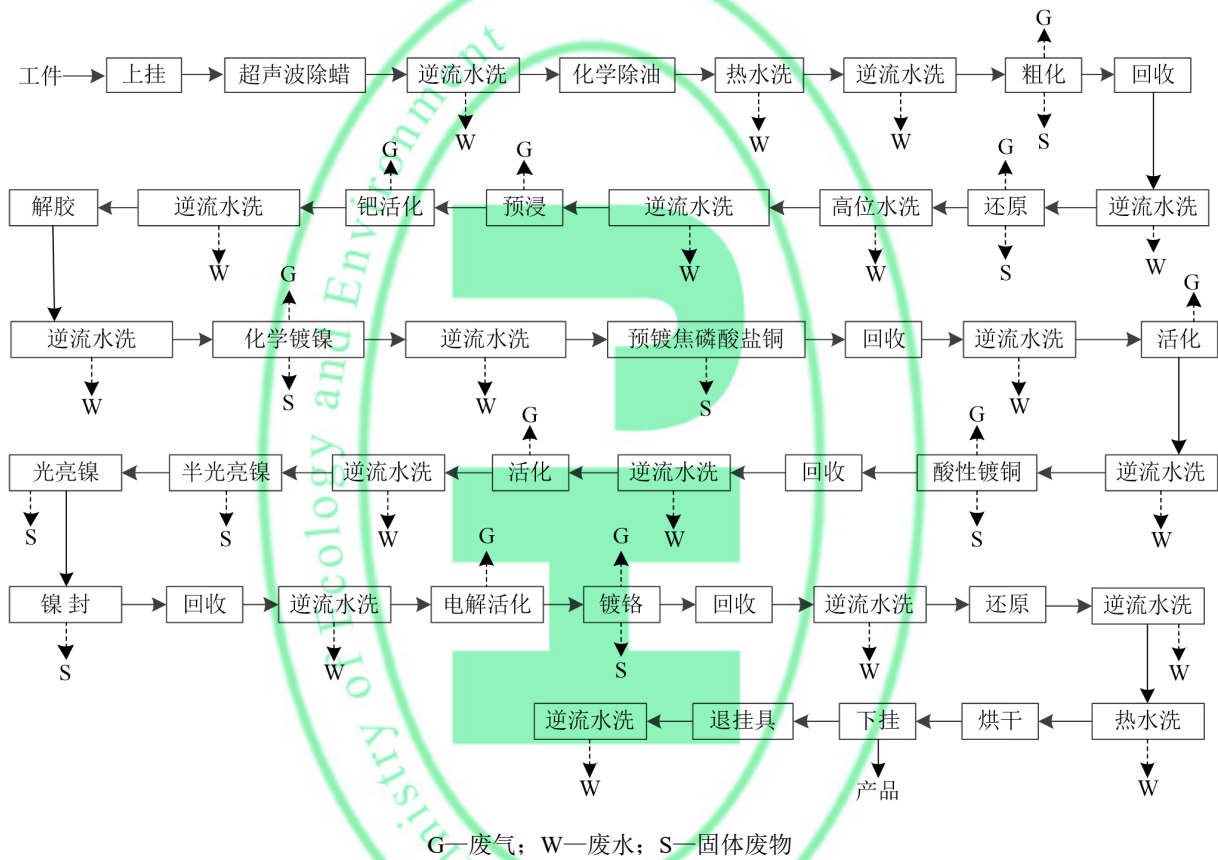 G
工件 上挂 超声波除蜡 逆流水洗 化学除油 热水洗 逆流水洗 粗化 回收
W W W S
G G G
解胶 逆流水洗 钯活化 预浸 逆流水洗 高位水洗 还原 逆流水洗
W W W S W
G G
逆流水洗 化学镀镍 逆流水洗 预镀焦磷酸盐铜 回收 逆流水洗 活化
W S W S W
G G
光亮镍 半光亮镍 逆流水洗 活化 逆流水洗 回收 酸性镀铜 逆流水洗
S S W W S W
G G
镍 封 回收 逆流水洗 电解活化 镀铬 回收 逆流水洗 还原 逆流水洗
S W S W W
逆流水洗 退挂具 下挂 烘干 热水洗
W 产品 W
G—废气；W—废水；S—固体废物
nistry of Ecology and Environment